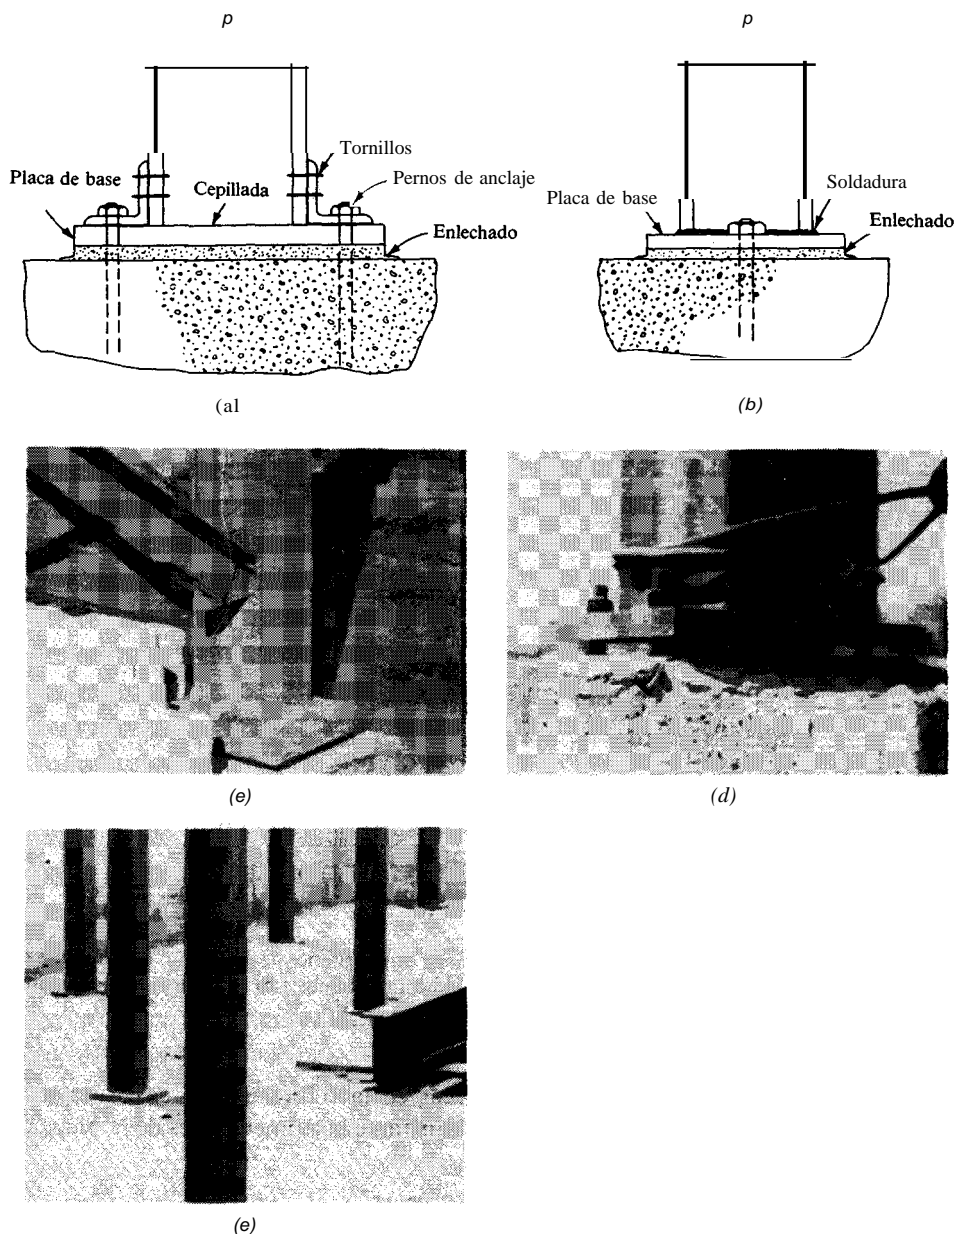 p
p
Tornillos
Placa de base
Cepillada
Pernos de anclaje
Enlechado
Placa de base
Soldadura
Enlechado
(al
(b)
(e)
(d)
(e)